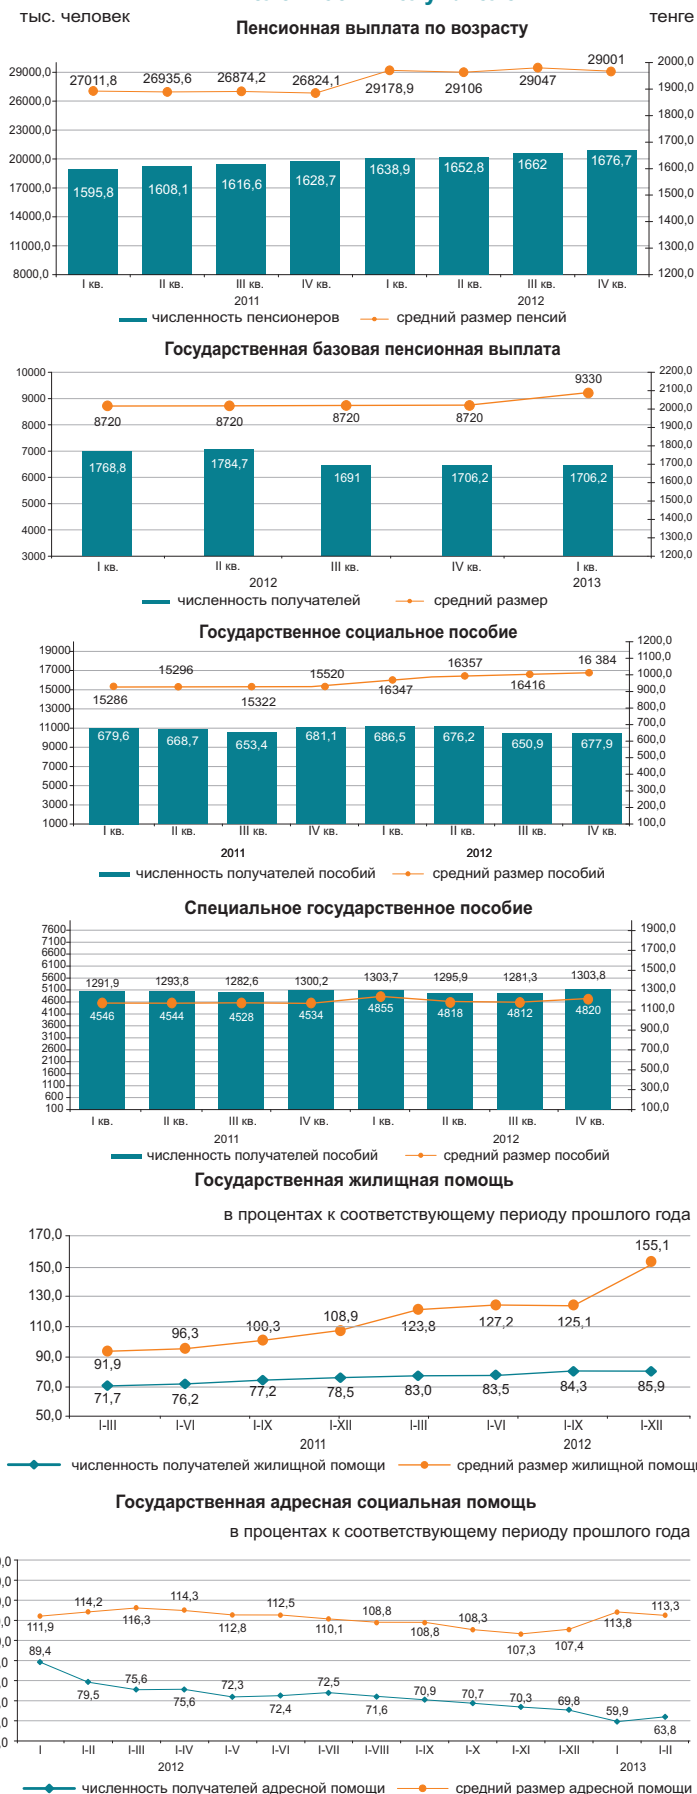 тыс. человек
тенге
Пенсионная выплата по возрасту
29000,0 26000,0 23000,0 20000,0 17000,0 14000,0 11000,0 8000,0
27011,8 26935,6 26874,2 26824,1 29178,9 29106 29047 29001
1595,8 1608,1 1616,6 1628,7 1638,9 1652,8 1662 1676,7
2000,0 1900,0 1800,0 1700,0 1600,0 1500,0 1400,0 1300,0 1200,0
I кв. II кв. III кв. IV кв. I кв. II кв. III кв. IV кв.
2011 2012
численность пенсионеров средний размер пенсий
Государственная базовая пенсионная выплата
10000 9000 8000 7000 6000 5000 4000 3000
8720 8720 8720 8720 9330
1768,8 1784,7 1691 1706,2 1706,2
2200,0 2100,0 2000,0 1900,0 1800,0 1700,0 1600,0 1500,0 1400,0 1300,0 1200,0
I кв. II кв. III кв. IV кв. I кв.
2012 2013
численность получателей средний размер
Государственное социальное пособие
19000 17000 15000 13000 11000 9000 7000 5000 3000 1000
15286 15296 15322 15520 16347 16357 16416 16 384
679,6 668,7 653,4 681,1 686,5 676,2 650,9 677,9
1200,0 1100,0 1000,0 900,0 800,0 700,0 600,0 500,0 400,0 300,0 200,0 100,0
I кв. II кв. III кв. IV кв. I кв. II кв. III кв. IV кв.
2011 2012
численность получателей пособий средний размер пособий
Специальное государственное пособие
7600 7100 6600 6100 5600 5100 4600 4100 3600 3100 2600 2100 1600 1100 600 100
1291,9 1293,8 1282,6 1300,2 1303,7 1295,9 1281,3 1303,8
4546 4544 4528 4534 4855 4818 4812 4820
1900,0 1700,0 1500,0 1300,0 1100,0 900,0 700,0 500,0 300,0 100,0
I кв. II кв. III кв. IV кв. I кв. II кв. III кв. IV кв.
2011 2012
численность получателей пособий средний размер пособий
Государственная жилищная помощь
в процентах к соответствующему периоду прошлого года
170,0 150,0 130,0 110,0 90,0 70,0 50,0
91,9 96,3 100,3 108,9 123,8 127,2 125,1 155,1
71,7 76,2 77,2 78,5 83,0 83,5 84,3 85,9
I-III I-VI I-IX I-XII I-III I-VI I-IX I-XII
2011 2012
численность получателей жилищной помощи средний размер жилищной помощи
Государственная адресная социальная помощь
в процентах к соответствующему периоду прошлого года
111,9 114,2 116,3 114,3 112,8 112,5 110,1 108,8 108,8 108,3 107,3 107,4 113,8 113,3
89,4 79,5 75,6 75,6 72,3 72,4 72,5 71,6 70,9 70,7 70,3 69,8 59,9 63,8
I I-II I-III I-IV I-V I-VI I-VII I-VIII I-IX I-X I-XI I-XII I I-II
2012 2013
численность получателей адресной помощи средний размер адресной помощи